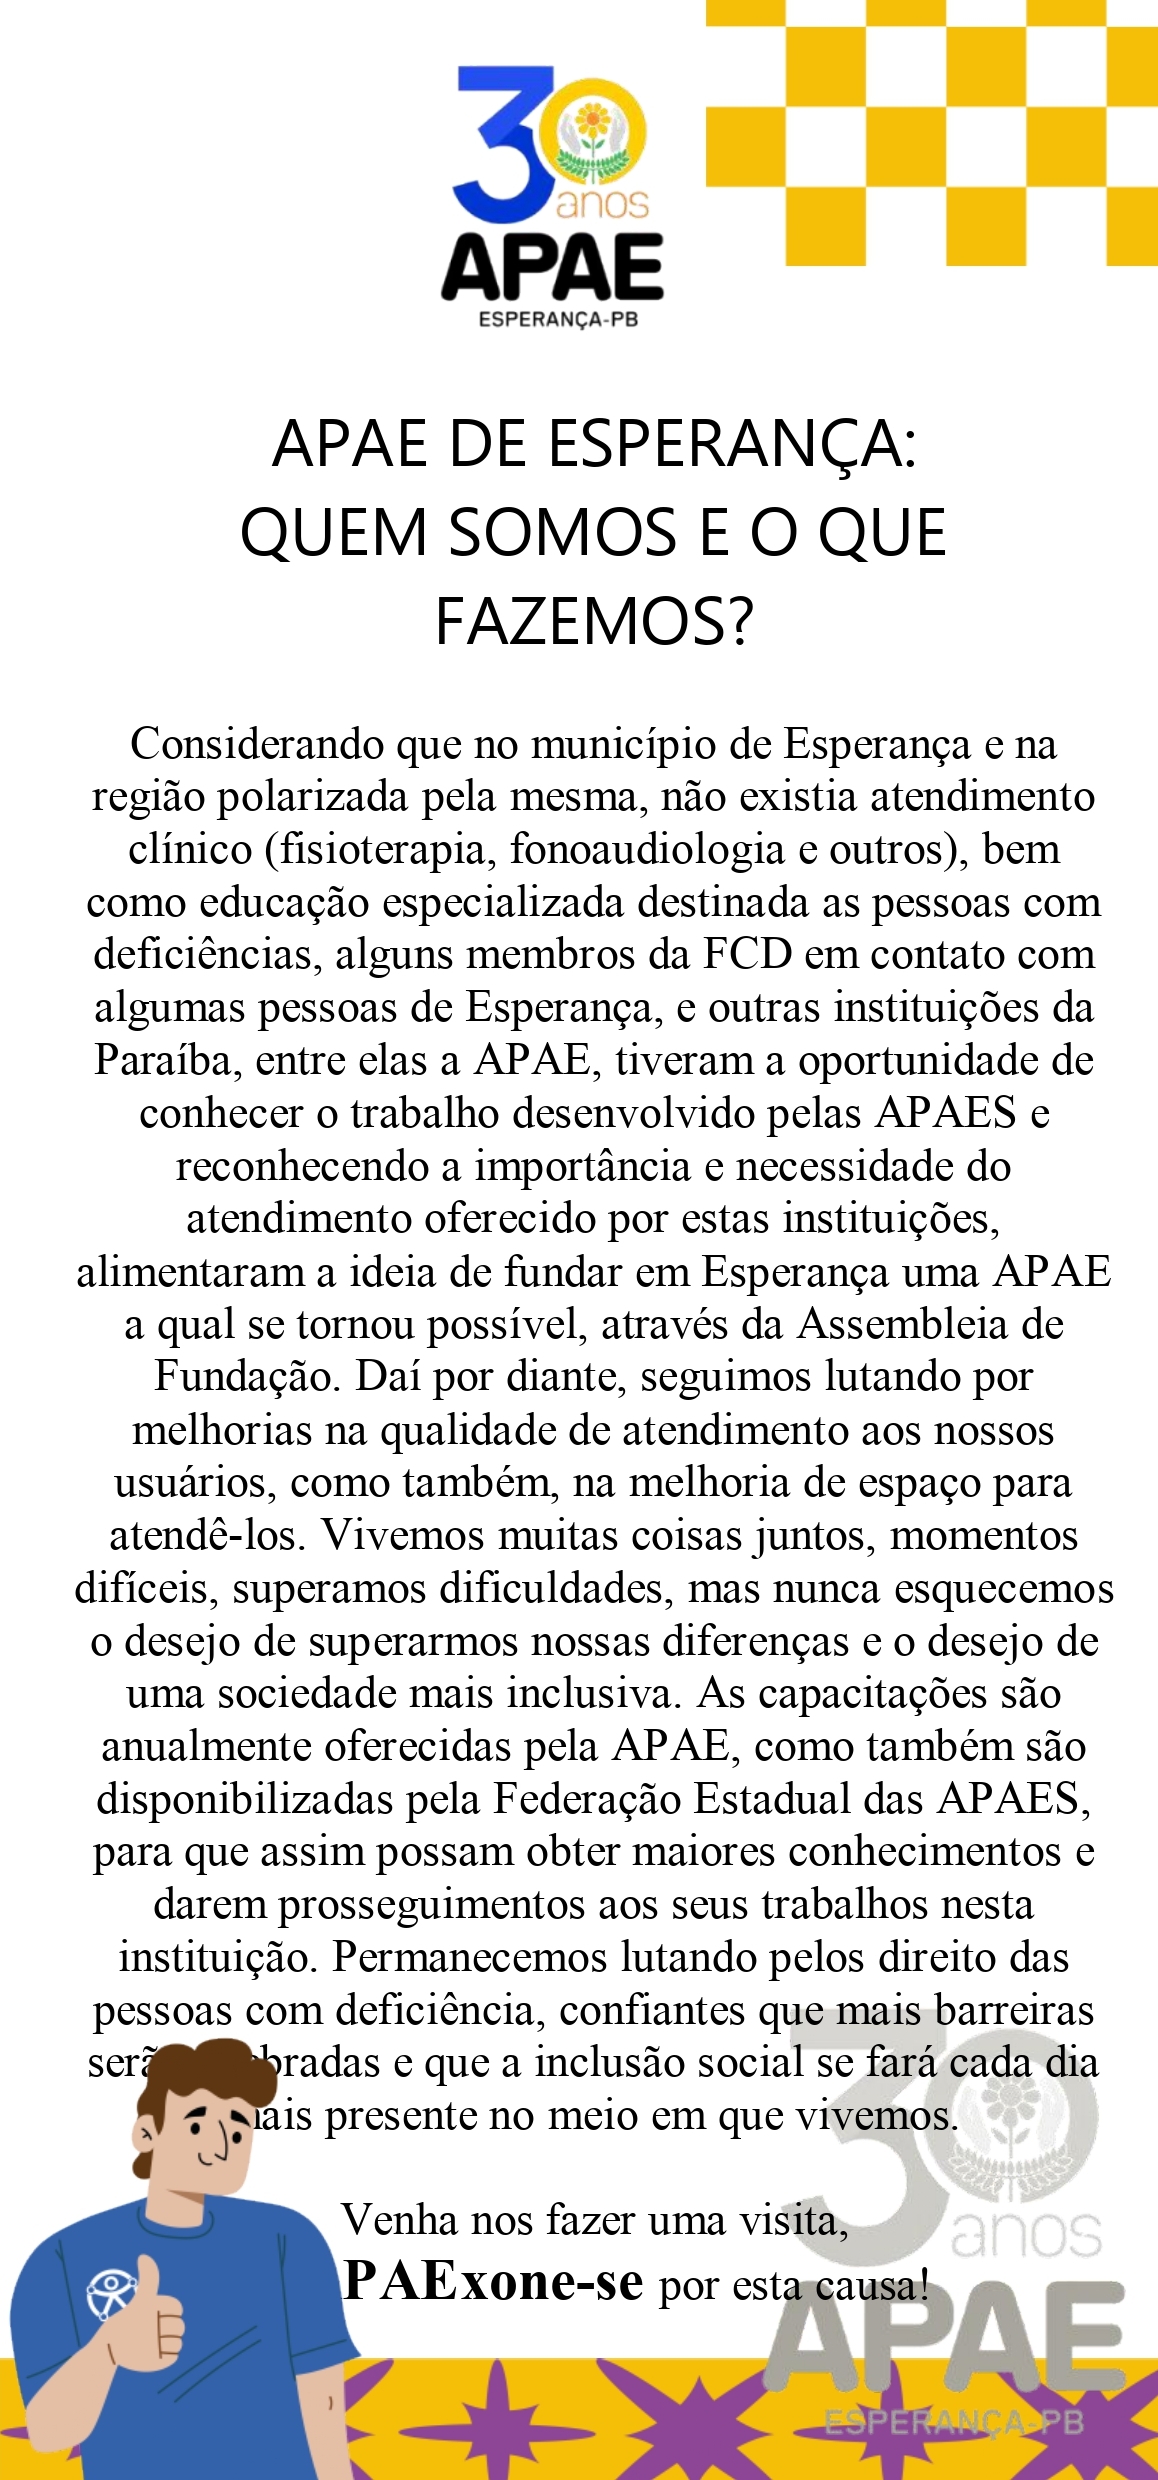 30
anos
APAE
ESPERANÇA-PB
APAE DE ESPERANÇA:
QUEM SOMOS E O QUE
FAZEMOS?
Considerando que no município de Esperança e na
região polarizada pela mesma, não existia atendimento
clínico (fisioterapia, fonoaudiologia e outros), bem
como educação especializada destinada as pessoas com
deficiências, alguns membros da FCD em contato com
algumas pessoas de Esperança, e outras instituições da
Paraíba, entre elas a APAE, tiveram a oportunidade de
conhecer o trabalho desenvolvido pelas APAES e
reconhecendo a importância e necessidade do
atendimento oferecido por estas instituições,
alimentaram a ideia de fundar em Esperança uma APAE
a qual se tornou possível, através da Assembleia de
Fundação. Daí por diante, seguimos lutando por
melhorias na qualidade de atendimento aos nossos
usuários, como também, na melhoria de espaço para
atendê-los. Vivemos muitas coisas juntos, momentos
difíceis, superamos dificuldades, mas nunca esquecemos
o desejo de superarmos nossas diferenças e o desejo de
uma sociedade mais inclusiva. As capacitações são
anualmente oferecidas pela APAE, como também são
disponibilizadas pela Federação Estadual das APAES,
para que assim possam obter maiores conhecimentos e
darem prosseguimentos aos seus trabalhos nesta
instituição. Permanecemos lutando pelos direito das
pessoas com deficiência, confiantes que mais barreiras
e que a inclusão social se fará cada dia
presente no meio em que vivemos.
Venha nos fazer uma visita,
PAExone-se por esta causa!
30
anos
APAE
ESPERANÇA-PB